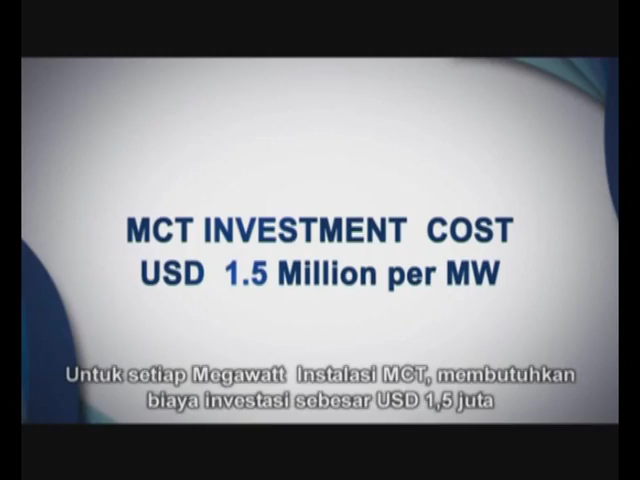 MCT INVESTMENT COST
USD 1.5 Million per MW
Untuk setiap Megawatt Instalasi MCT, membutuhkan
biaya investasi sebesar USD 1,5 juta